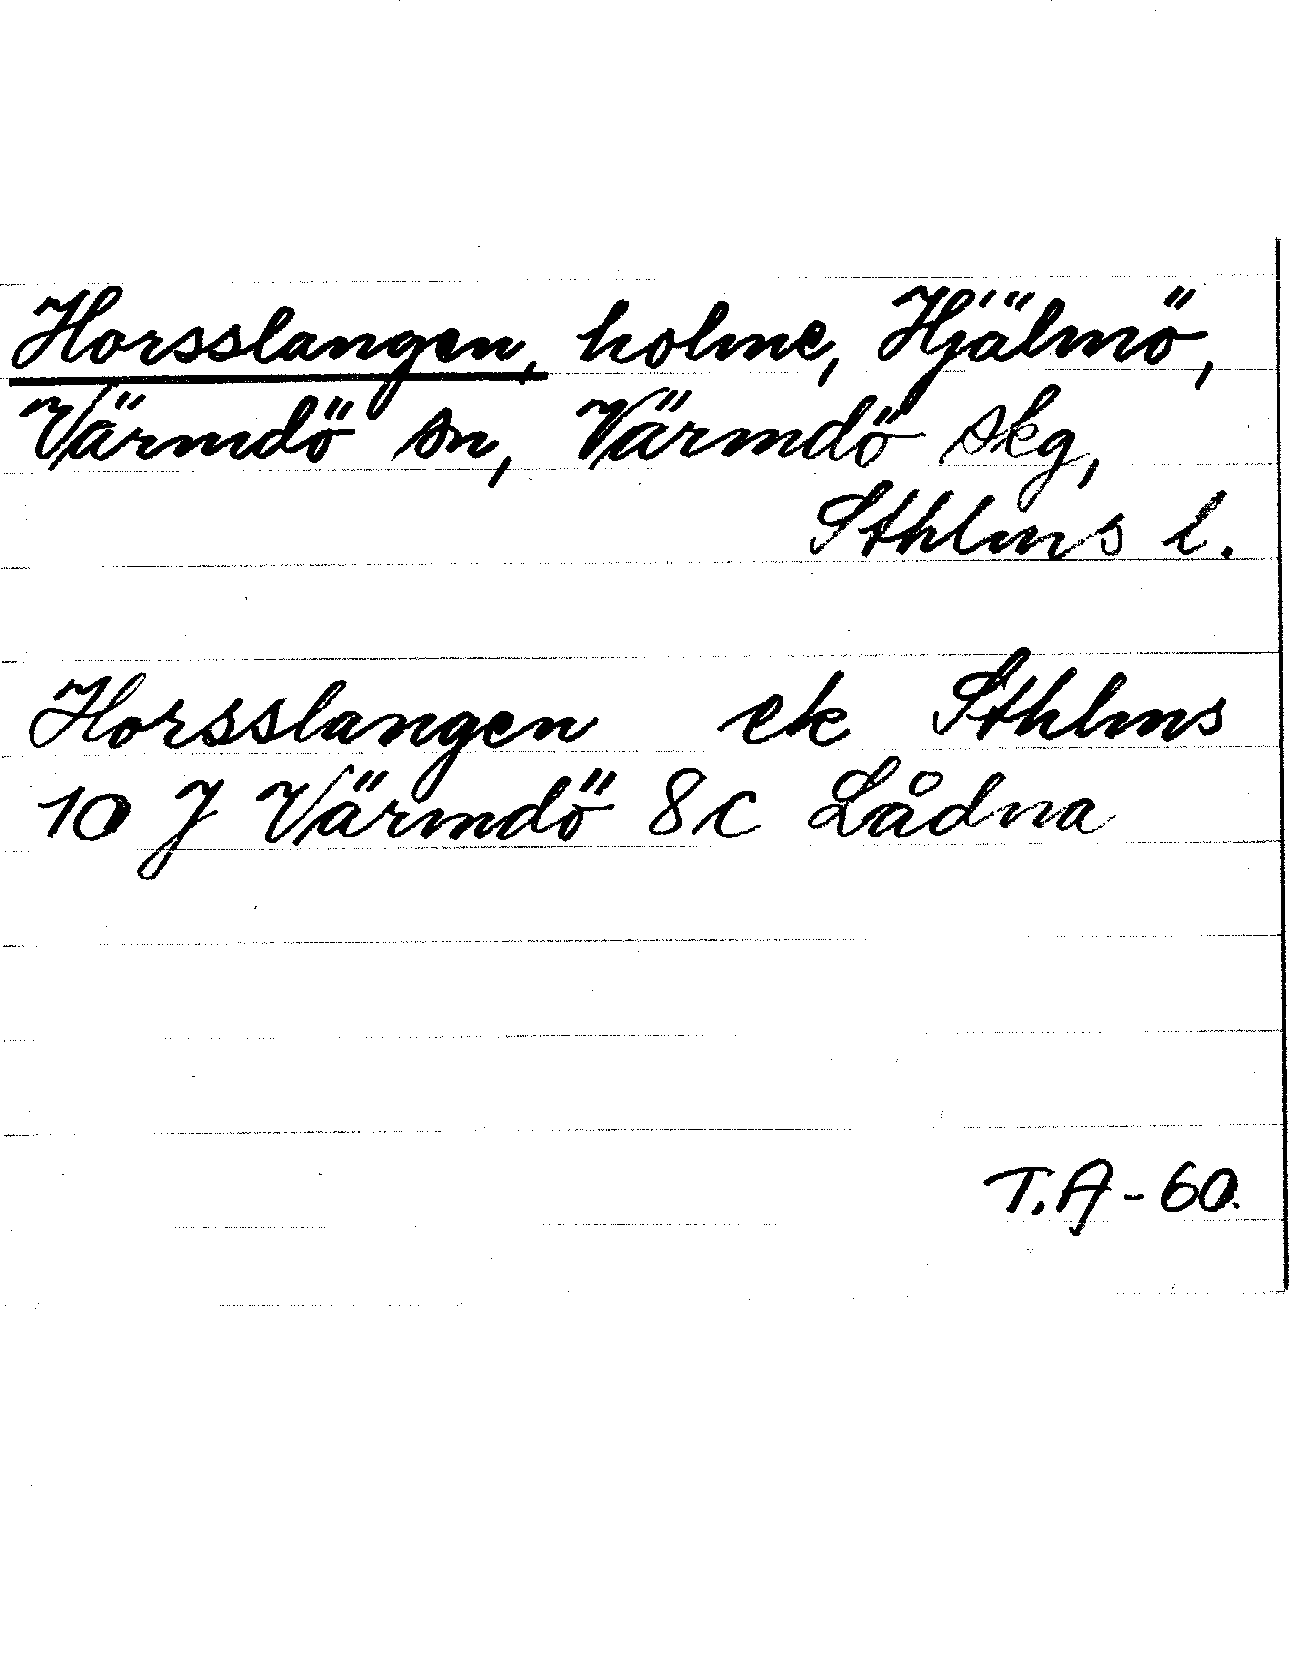 Horsslangen, holme, Hjälmö,
Värmdö sn, Värmdö skg,
Sthlms l.
Horsslangen ek Sthlms
10 J Värmdö 8c Lådna
T.A-60.